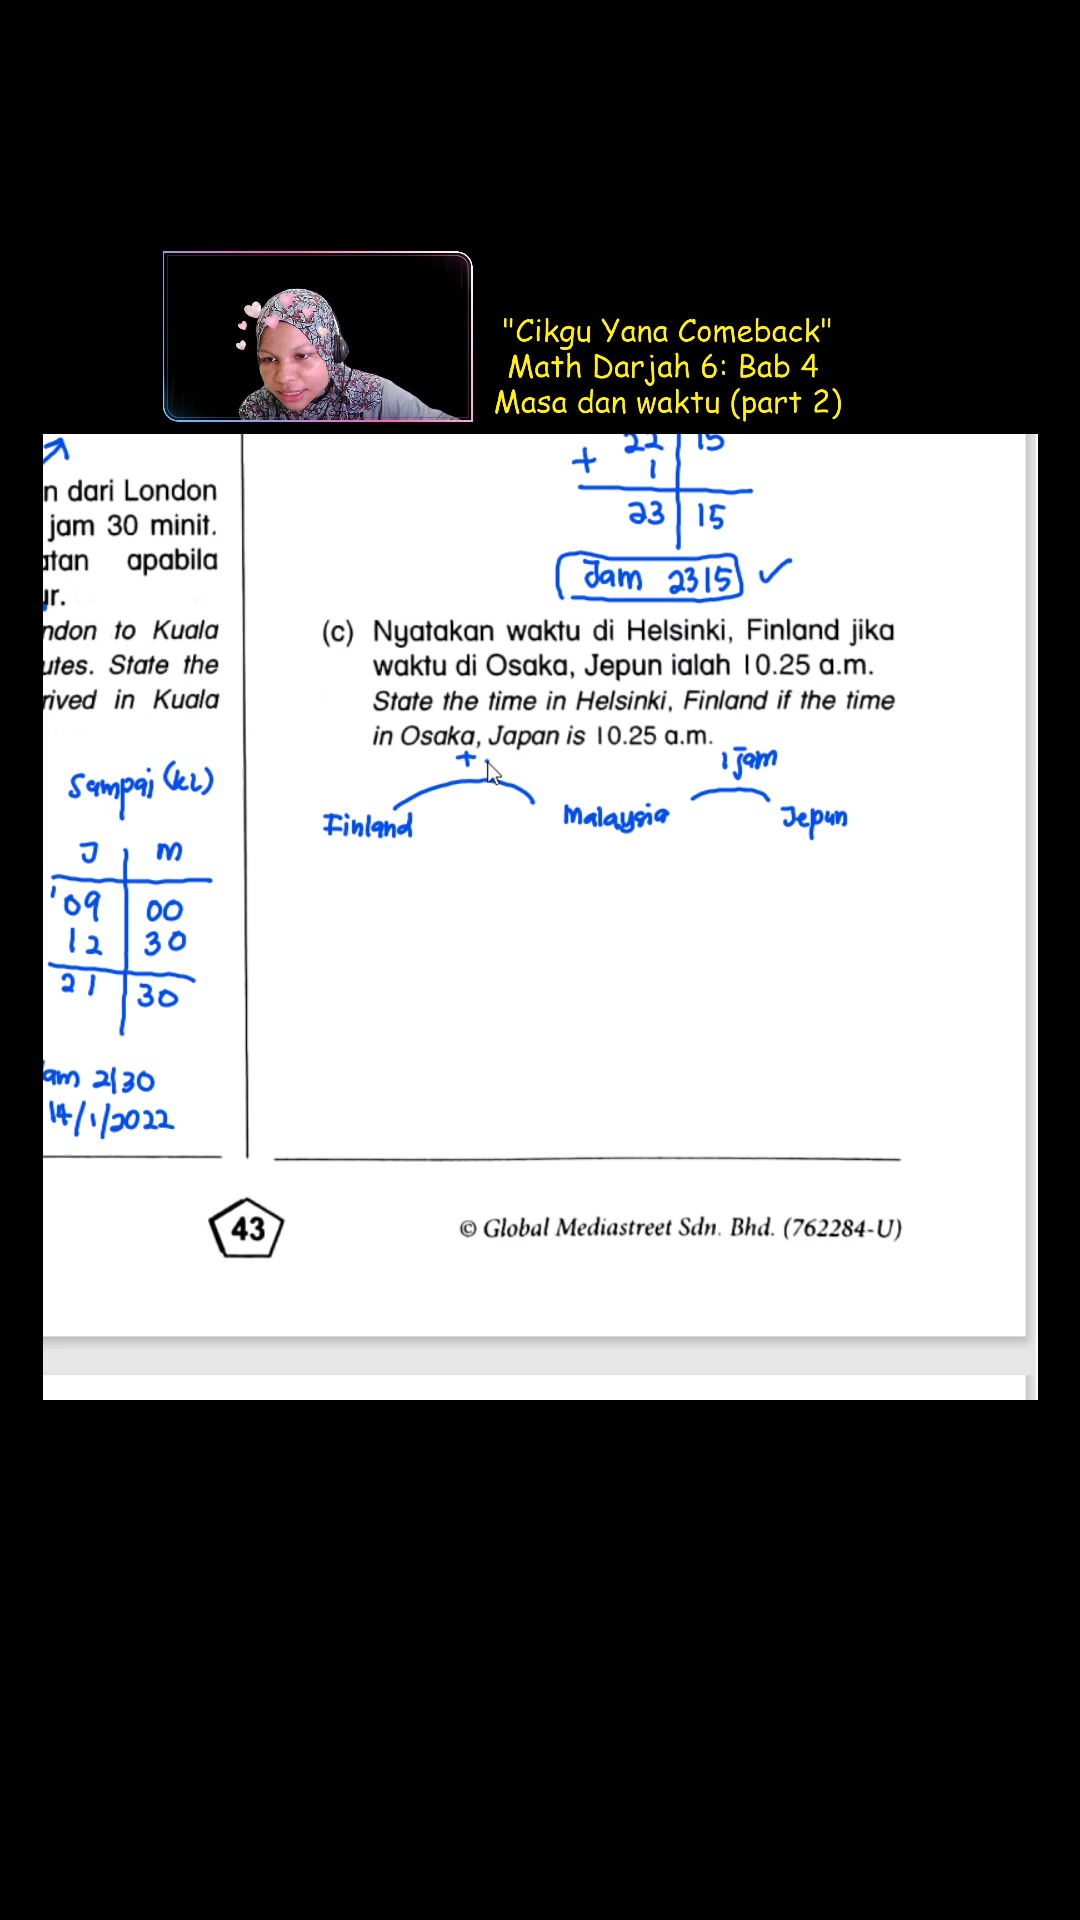 "Cikgu Yana Comeback"
Math Darjah 6: Bab 4
Masa dan waktu (part 2)
n dari London
jam 30 minit.
atan apabila
ur.
ndon to Kuala
utes. State the
rived in Kuala
Sampai (KL)
J M
09 00
12 30
21 30
am 2130
14/1/2022
22 15
+ 1
23 15
Jam 2315 ✓
(c) Nyatakan waktu di Helsinki, Finland jika
waktu di Osaka, Jepun ialah 10.25 a.m.
State the time in Helsinki, Finland if the time
in Osaka, Japan is 10.25 a.m.
+ 1 jam
Finland Malaysia Jepun
43
© Global Mediastreet Sdn. Bhd. (762284-U)